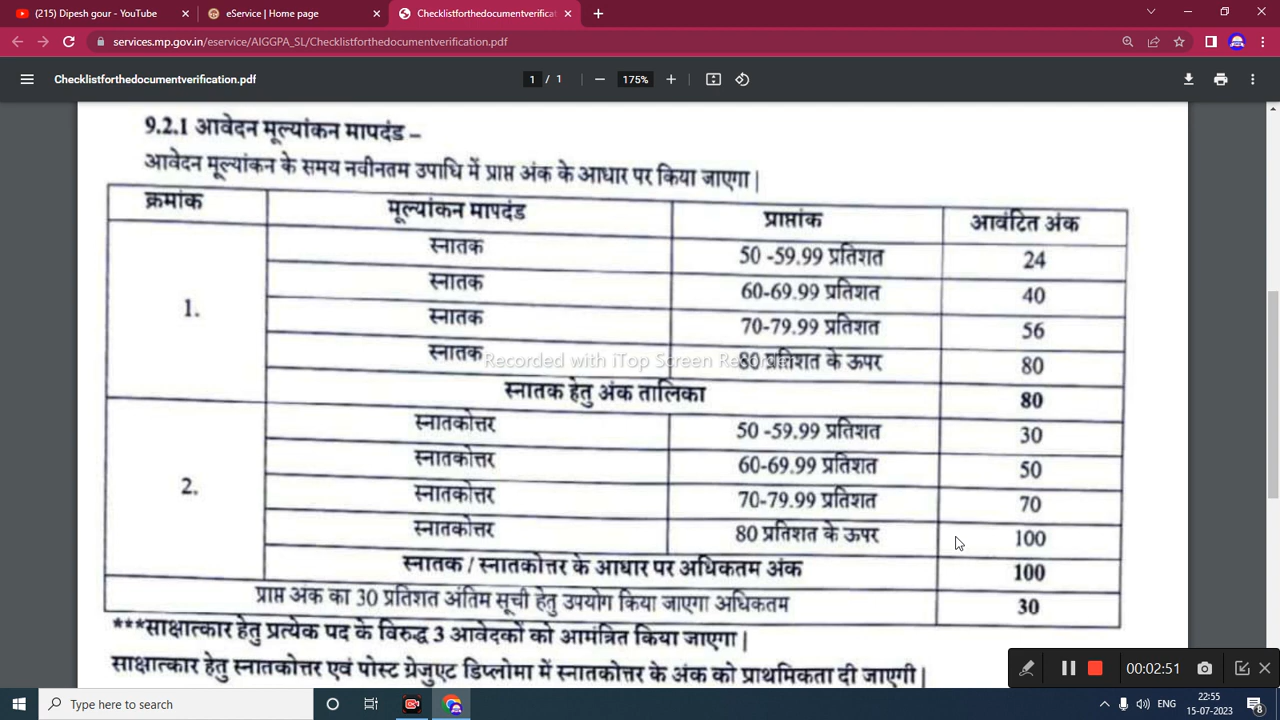 (215) Dipesh gour - YouTube
eService | Home page
Checklistforthedocumentverificat
services.mp.gov.in/eservice/AIGGPA_SL/Checklistforthedocumentverification.pdf
Checklistforthedocumentverification.pdf
1 / 1
175%
9.2.1 आवेदन मूल्यांकन मापदंड –
आवेदन मूल्यांकन के समय नवीनतम उपाधि में प्राप्त अंक के आधार पर किया जाएगा |
क्रमांक मूल्यांकन मापदंड प्राप्तांक आवंटित अंक
1.
स्नातक 50 -59.99 प्रतिशत 24
स्नातक 60-69.99 प्रतिशत 40
स्नातक 70-79.99 प्रतिशत 56
स्नातक 80 प्रतिशत के ऊपर 80
Recorded with iTop Screen Recorder
स्नातक हेतु अंक तालिका 80
2.
स्नातकोत्तर 50 -59.99 प्रतिशत 30
स्नातकोत्तर 60-69.99 प्रतिशत 50
स्नातकोत्तर 70-79.99 प्रतिशत 70
स्नातकोत्तर 80 प्रतिशत के ऊपर 100
स्नातक / स्नातकोत्तर के आधार पर अधिकतम अंक 100
प्राप्त अंक का 30 प्रतिशत अंतिम सूची हेतु उपयोग किया जाएगा अधिकतम 30
***साक्षात्कार हेतु प्रत्येक पद के विरुद्ध 3 आवेदकों को आमंत्रित किया जाएगा |
साक्षात्कार हेतु स्नातकोत्तर एवं पोस्ट ग्रेजुएट डिप्लोमा में स्नातकोत्तर के अंक को प्राथमिकता दी जाएगी |
00:02:51
Type here to search
ENG
22:55
15-07-2023
8